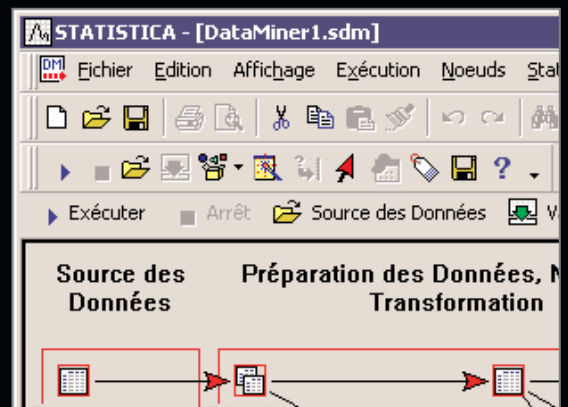 STATISTICA - [DataMiner1.sdm]
DM Fichier Edition Affichage Exécution Noeuds
?
Exécuter Arrêt Source des Données
Source des Données
Préparation des Données,
Transformation